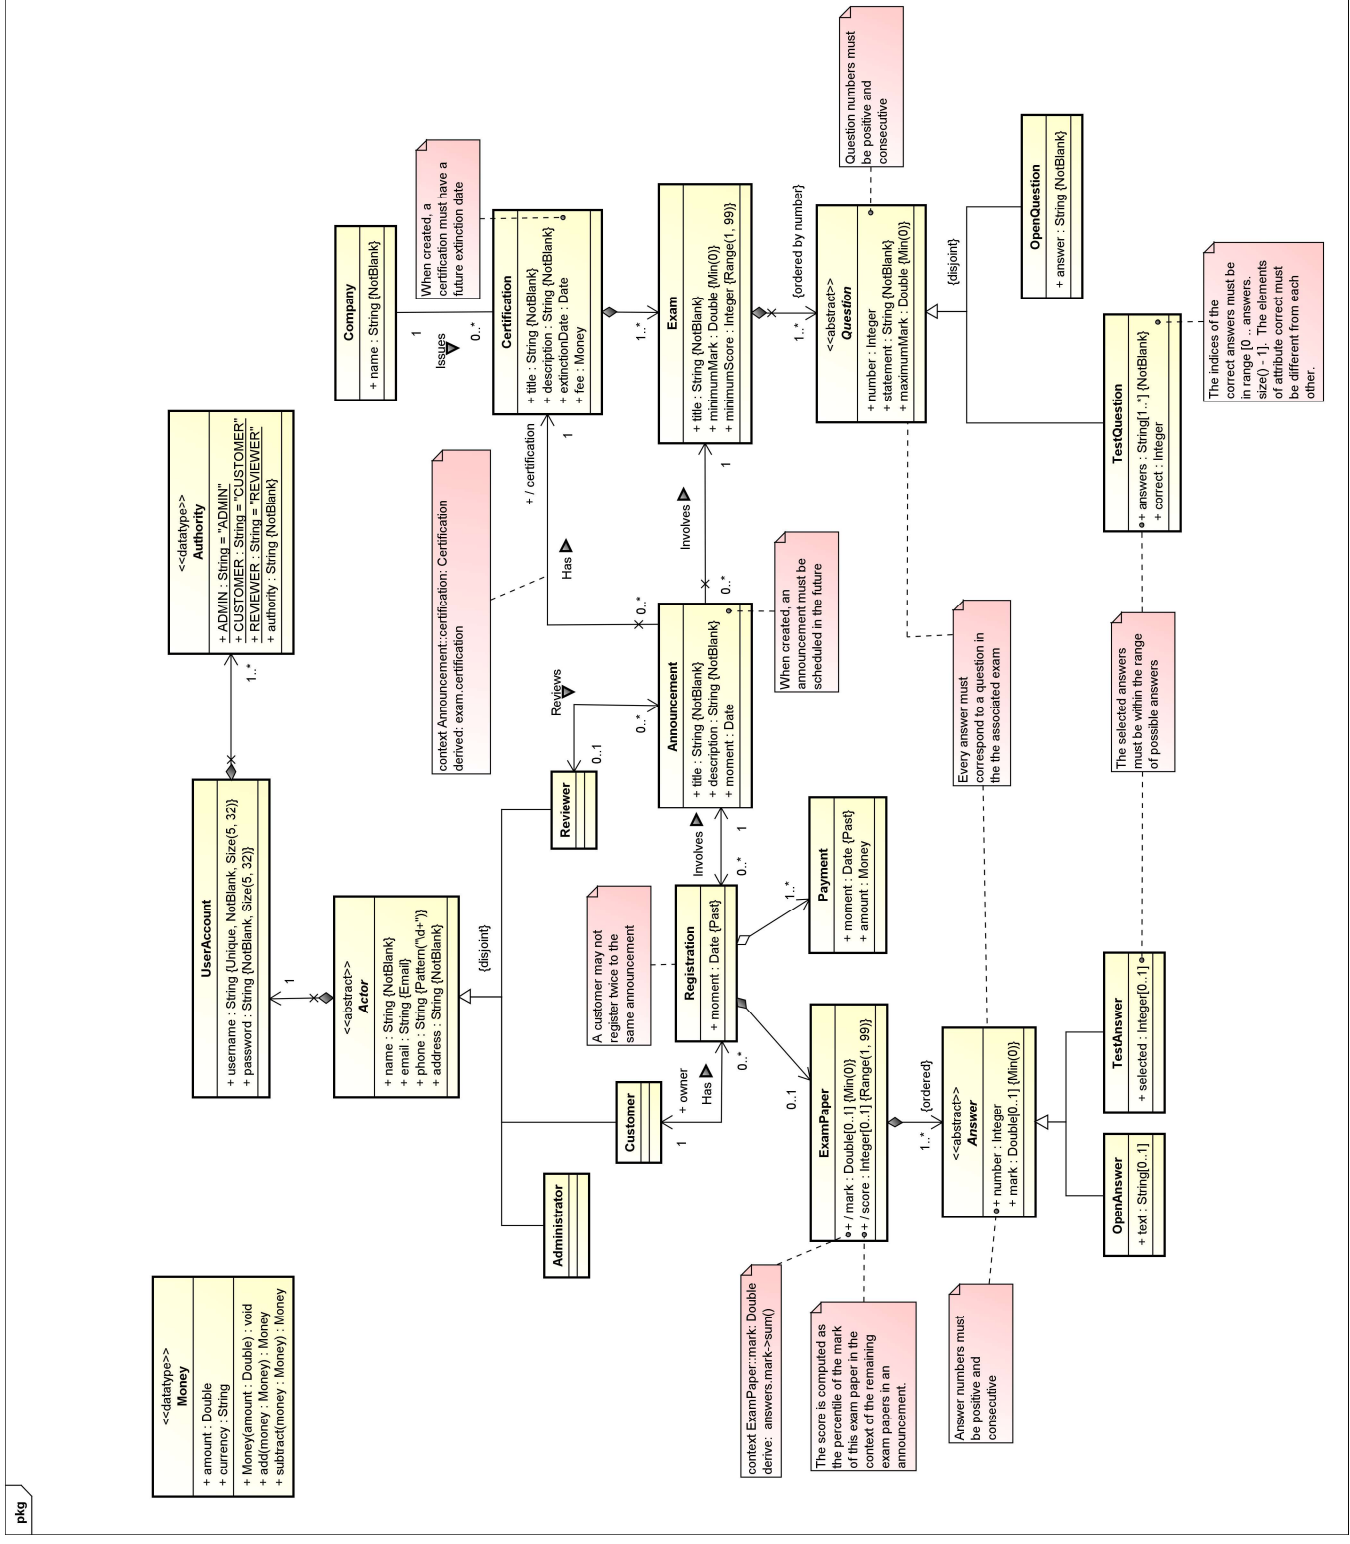 pkg
<<datatype>>
Money
+ amount : Double
+ currency : String
+ Money(amount : Double) : void
+ add(money : Money) : Money
+ subtract(money : Money) : Money
UserAccount
+ username : String {Unique, NotBlank, Size(5, 32)}
+ password : String {NotBlank, Size(5, 32)}
1..*
<<datatype>>
Authority
+ ADMIN : String = "ADMIN"
+ CUSTOMER : String = "CUSTOMER"
+ REVIEWER : String = "REVIEWER"
+ authority : String {NotBlank}
1
<<abstract>>
Actor
+ name : String {NotBlank}
+ email : String {Email}
+ phone : String {Pattern("\d+")}
+ address : String {NotBlank}
{disjoint}
Administrator
Customer
Reviewer
Company
+ name : String {NotBlank}
1
Issues
0..*
When created, a
certification must have a
future extinction date
Certification
+ title : String {NotBlank}
+ description : String {NotBlank}
+ extinctionDate : Date
+ fee : Money
context Announcement::certification: Certification
derived: exam.certification
+ / certification
1
Has
0..*
Reviews
0..1
0..*
1..*
A customer may not
register twice to the
same announcement
+ owner
1
Has
0..*
Registration
+ moment : Date {Past}
Involves
0..*
1
Announcement
+ title : String {NotBlank}
+ description : String {NotBlank}
+ moment : Date
Involves
0..*
1
Exam
+ title : String {NotBlank}
+ minimumMark : Double {Min(0)}
+ minimumScore : Integer {Range(1, 99)}
When created, an
announcement must be
scheduled in the future
1..*
{ordered by number}
Question numbers must
be positive and
consecutive
0..1
1..*
context ExamPaper::mark: Double
derive: answers.mark->sum()
The score is computed as
the percentile of the mark
of this exam paper in the
context of the remaining
exam papers in an
announcement.
ExamPaper
+ / mark : Double[0..1] {Min(0)}
+ / score : Integer[0..1] {Range(1, 99)}
Payment
+ moment : Date {Past}
+ amount : Money
<<abstract>>
Question
+ number : Integer
+ statement : String {NotBlank}
+ maximumMark : Double {Min(0)}
1..*
{ordered}
Answer numbers must
be positive and
consecutive
<<abstract>>
Answer
+ number : Integer
+ mark : Double[0..1] {Min(0)}
Every answer must
correspond to a question in
the the associated exam
{disjoint}
OpenQuestion
+ answer : String {NotBlank}
OpenAnswer
+ text : String[0..1]
TestAnswer
+ selected : Integer[0..1]
The selected answers
must be within the range
of possible answers
TestQuestion
+ answers : String[1..*] {NotBlank}
+ correct : Integer
The indices of the
correct answers must be
in range [0 .. answers.
size() - 1]. The elements
of attribute correct must
be different from each
other.